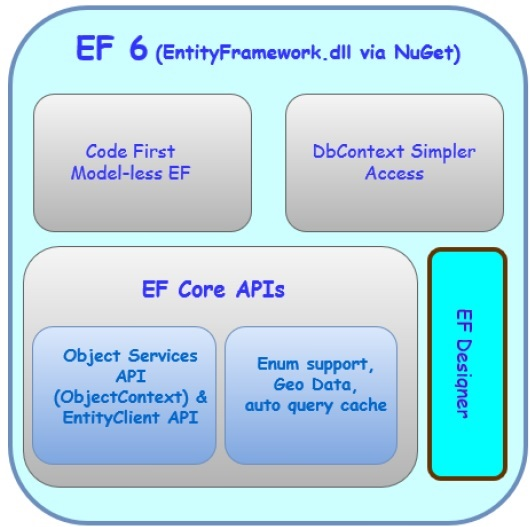 EF 6 (EntityFramework.dll via NuGet)
Code First
Model-less EF
DbContext Simpler
Access
EF Core APIs
Object Services
API
(ObjectContext) &
EntityClient API
Enum support,
Geo Data,
auto query cache
EF Designer